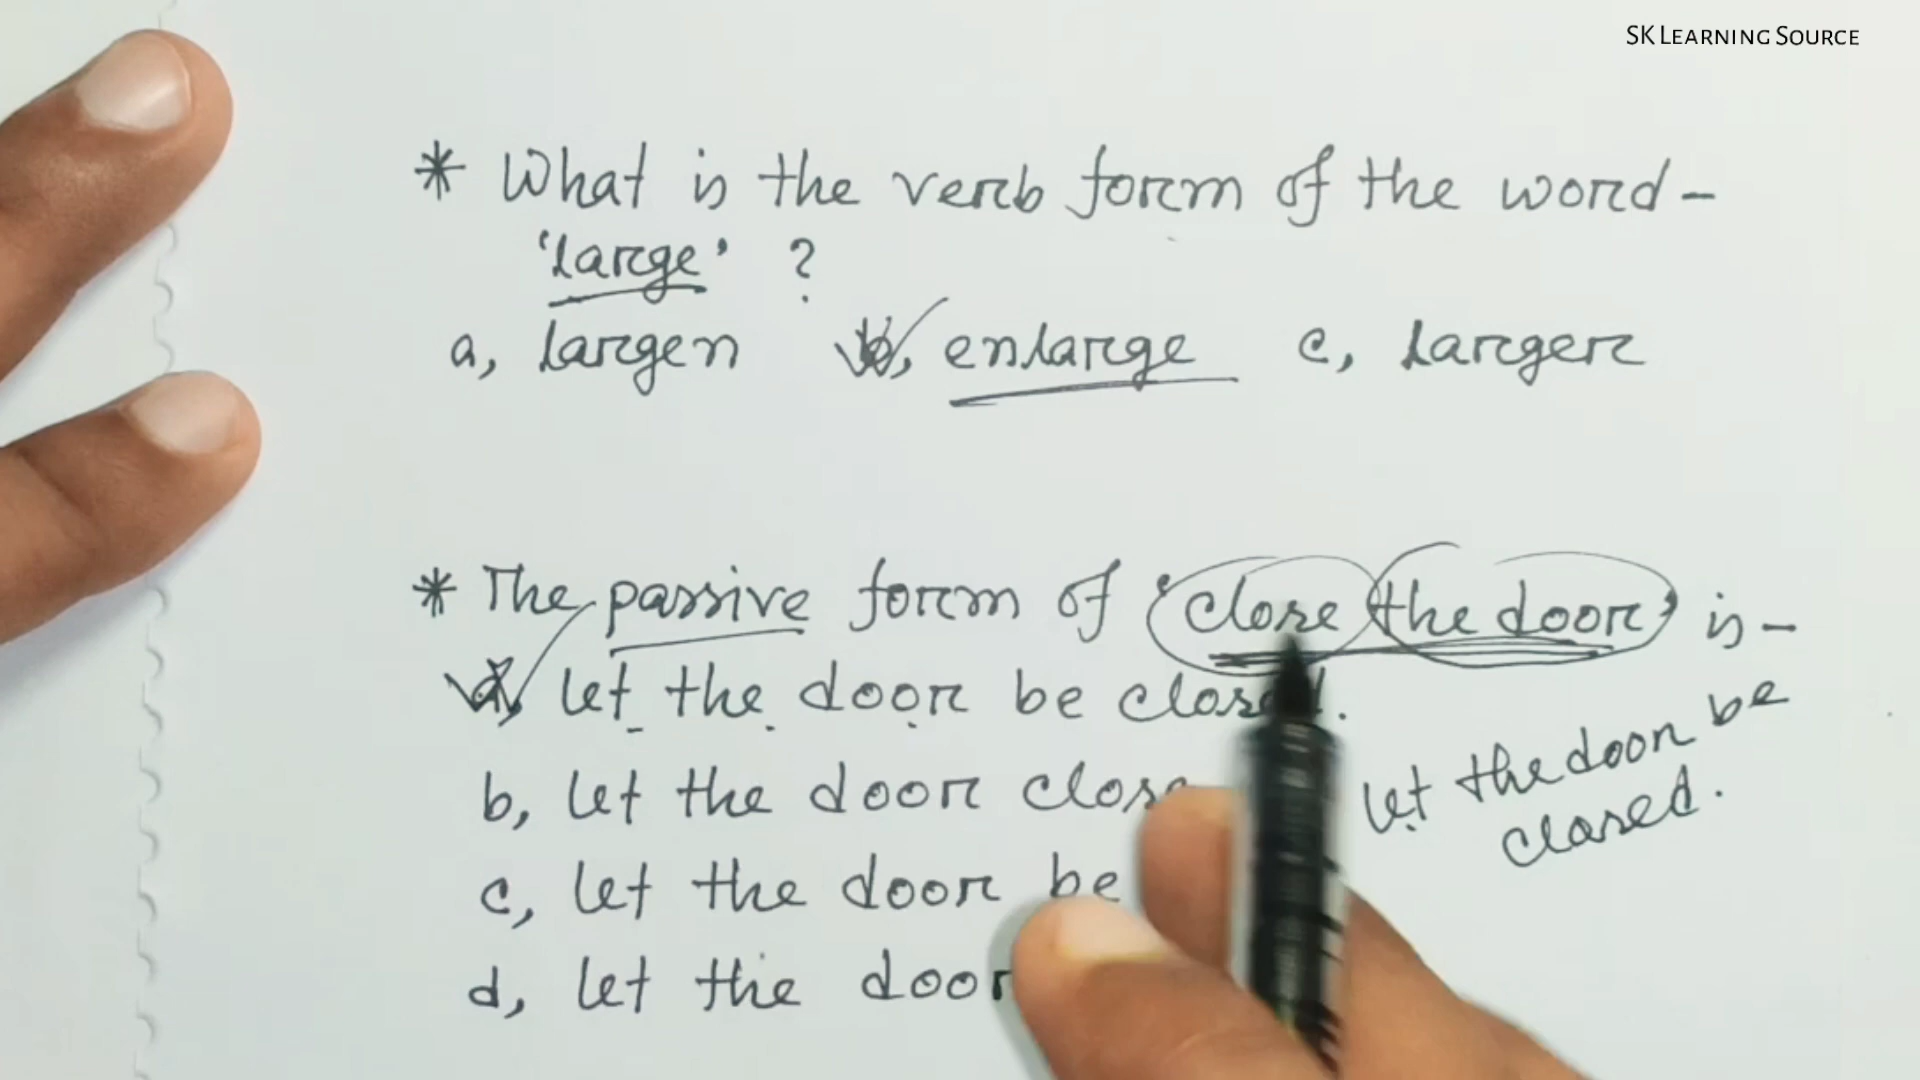 SK LEARNING SOURCE
* What is the verb form of the word -
'large' ?
a, largen b, enlarge c, larger
* The passive form of 'close the door' is -
a, let the door be closed.
b, let the door close
c, let the door be
d, let the door
let the door be
closed.